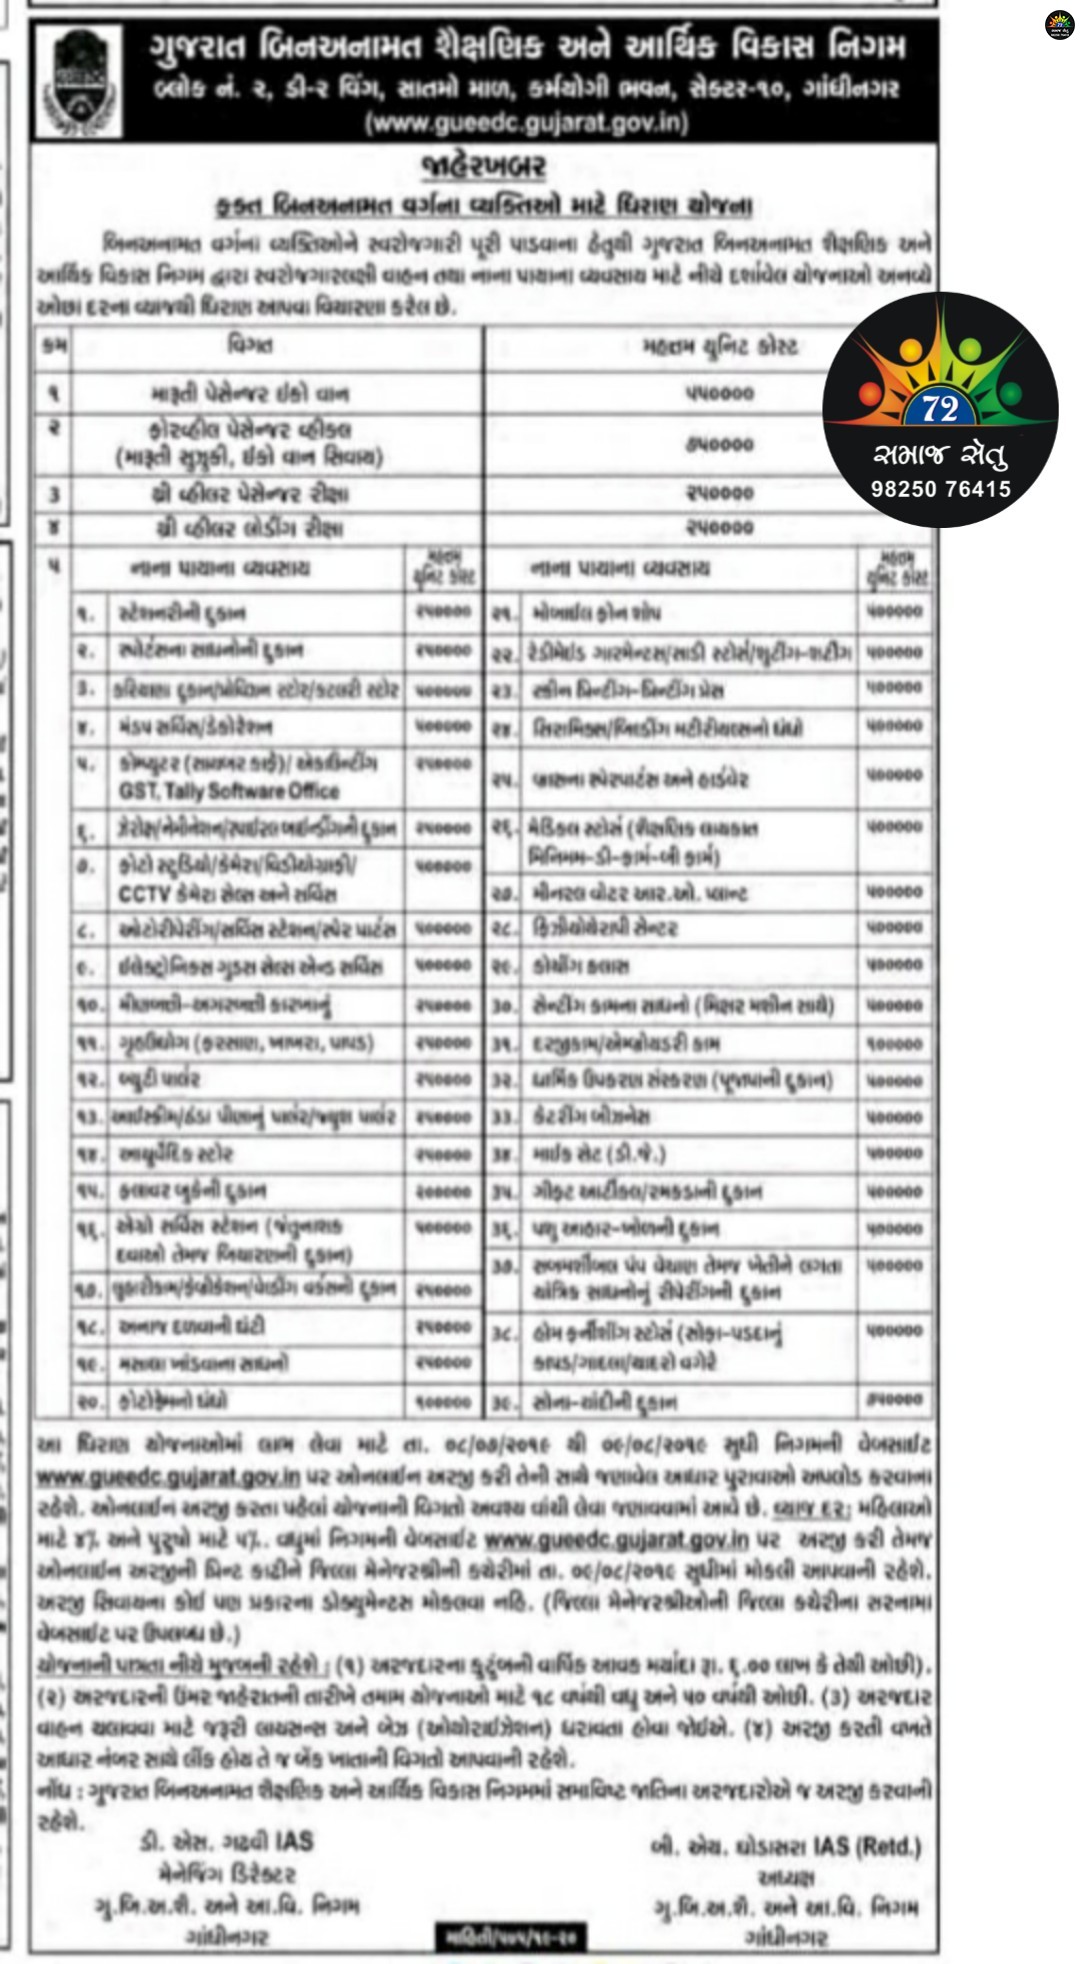 ગુજરાત બિનઅનામત શૈક્ષણિક અને આર્થિક વિકાસ નિગમ
બ્લોક નં. ૨, ડી-૨ વિંગ, સાતમો માળ, કર્મયોગી ભવન, સેક્ટર-૧૦, ગાંધીનગર
(www.gueedc.gujarat.gov.in)
જાહેરખબર
ફકત બિનઅનામત વર્ગના વ્યક્તિઓ માટે ધિરાણ યોજના
બિનઅનામત વર્ગના વ્યક્તિઓને સ્વરોજગારી પૂરી પાડવાના હેતુથી ગુજરાત બિનઅનામત શૈક્ષણિક અને
આર્થિક વિકાસ નિગમ દ્વારા સ્વરોજગારલક્ષી વાહન તથા નાના પાયાના વ્યવસાય માટે નીચે દર્શાવેલ યોજનાઓ અન્વયે
ઓછા દરના વ્યાજથી ધિરાણ આપવા વિચારણા કરેલ છે.
ક્રમ વિગત મહત્તમ યુનિટ કોસ્ટ
૧ મારૂતી પેસેન્જર ઇકો વાન ૫૫૦૦૦૦
૨ ફોરવ્હીલ પેસેન્જર વ્હીકલ
(મારૂતી સુઝુકી, ઇકો વાન સિવાય) ૭૫૦૦૦૦
૩ થ્રી વ્હીલર પેસેન્જર રીક્ષા ૨૫૦૦૦૦
૪ થ્રી વ્હીલર લોડીંગ રીક્ષા ૨૫૦૦૦૦
72
સમાજ સેતુ
98250 76415
૫ નાના પાયાના વ્યવસાય મહત્તમ યુનિટ કોસ્ટ નાના પાયાના વ્યવસાય મહત્તમ યુનિટ કોસ્ટ
૧. સ્ટેશનરીની દુકાન ૨૫૦૦૦૦ ૨૧. મોબાઇલ ફોન શોપ ૫૦૦૦૦૦
૨. સ્પોર્ટસના સાધનોની દુકાન ૨૫૦૦૦૦ ૨૨. રેડીમેઇડ ગારમેન્ટસ/સાડી સ્ટોર્સ/શુટીંગ-શર્ટીંગ ૫૦૦૦૦૦
૩. કરિયાણા દુકાન/પ્રોવિઝન સ્ટોર/કટલરી સ્ટોર ૫૦૦૦૦૦ ૨૩. સ્ક્રીન પ્રિન્ટીંગ-પ્રિન્ટીંગ પ્રેસ ૫૦૦૦૦૦
૪. મંડપ સર્વિસ/ડેકોરેશન ૫૦૦૦૦૦ ૨૪. સિરામિક્સ/બિલ્ડીંગ મટીરીયલ્સનો ધંધો ૫૦૦૦૦૦
૫. કોમ્પ્યુટર (સાયબર કાફે)/ એકાઉન્ટીંગ
GST, Tally Software Office ૨૫૦૦૦૦ ૨૫. સ્પેરપાર્ટસ અને હાર્ડવેર ૫૦૦૦૦૦
૬. ઝેરોક્ષ/લેમીનેશન/સ્પાઇરલ બાઇન્ડીંગની દુકાન ૨૫૦૦૦૦ ૨૬. મેડિકલ સ્ટોર્સ (શૈક્ષણિક લાયકાત
મિનિમમ-ડી-ફાર્મ-બી ફાર્મ) ૫૦૦૦૦૦
૭. ફોટો સ્ટુડિયો/કેમેરા/વિડીયોગ્રાફી/
CCTV કેમેરા સેલ્સ અને સર્વિસ ૫૦૦૦૦૦ ૨૭. મીનરલ વોટર આર.ઓ. પ્લાન્ટ ૫૦૦૦૦૦
૮. ઓટોરીપેરીંગ/સર્વિસ સ્ટેશન/સ્પેર પાર્ટસ ૫૦૦૦૦૦ ૨૮. ફિઝીયોથેરાપી સેન્ટર ૫૦૦૦૦૦
૯. ઇલેક્ટ્રોનિક્સ ગુડસ સેલ્સ એન્ડ સર્વિસ ૫૦૦૦૦૦ ૨૯. કોચીંગ ક્લાસ ૫૦૦૦૦૦
૧૦. મીણબત્તી-અગરબત્તી કારખાનું ૨૫૦૦૦૦ ૩૦. સેન્ટીંગ કામના સાધનો (મિક્ષર મશીન સાથે) ૫૦૦૦૦૦
૧૧. ગૃહઉદ્યોગ (ફરસાણ, ખાખરા, પાપડ) ૨૫૦૦૦૦ ૩૧. દરજીકામ/એમ્બ્રોયડરી કામ ૧૦૦૦૦૦
૧૨. બ્યુટી પાર્લર ૨૫૦૦૦૦ ૩૨. ધાર્મિક ઉપકરણ સંસ્કરણ (પૂજાપાની દુકાન) ૫૦૦૦૦૦
૧૩. આઇસ્ક્રીમ/ઠંડા પીણાનું પાર્લર/જ્યુશ પાર્લર ૨૫૦૦૦૦ ૩૩. કેટરીંગ બીઝનેસ ૫૦૦૦૦૦
૧૪. આયુર્વેદિક સ્ટોર ૨૫૦૦૦૦ ૩૪. માઇક સેટ (ડી.જે.) ૫૦૦૦૦૦
૧૫. ફલાવર બુકેની દુકાન ૨૦૦૦૦૦ ૩૫. ગીફટ આર્ટીકલ/રમકડાની દુકાન ૫૦૦૦૦૦
૧૬. એગ્રો સર્વિસ સ્ટેશન (જંતુનાશક
દવાઓ તેમજ બિયારણની દુકાન) ૫૦૦૦૦૦ ૩૬. પશુ આહાર-ખોળની દુકાન ૫૦૦૦૦૦
૧૭. લુહારીકામ/ફેબ્રીકેશન/વેલ્ડીંગ વર્કસની દુકાન ૨૫૦૦૦૦ ૩૭. સબમર્શીબલ પંપ વેચાણ તેમજ ખેતીને લગતા
યાંત્રિક સાધનોનું રીપેરીંગની દુકાન ૫૦૦૦૦૦
૧૮. અનાજ દળવાની ઘંટી ૨૫૦૦૦૦ ૩૮. હોમ ફર્નીશીંગ સ્ટોર્સ (સોફા-પડદાનું
કાપડ/ગાદલા/ચાદરો વગેરે ૫૦૦૦૦૦
૧૯. મસાલા ખાંડવાના સાધનો ૨૫૦૦૦૦
૨૦. ફોટોફ્રેમનો ધંધો ૧૦૦૦૦૦ ૩૯. સોના-ચાંદીની દુકાન ૭૫૦૦૦૦
આ ધિરાણ યોજનાઓમાં લાભ લેવા માટે તા. ૦૮/૦૭/૨૦૧૯ થી ૦૯/૦૮/૨૦૧૯ સુધી નિગમની વેબસાઈટ
www.gueedc.gujarat.gov.in પર ઓનલાઈન અરજી કરી તેની સાથે જણાવેલ આધાર પુરાવાઓ અપલોડ કરવાના
રહેશે. ઓનલાઈન અરજી કરતા પહેલાં યોજનાની વિગતો અવશ્ય વાંચી લેવા જણાવવામાં આવે છે. વ્યાજ દર: મહિલાઓ
માટે ૪% અને પુરુષો માટે ૫%. વધુમાં નિગમની વેબસાઈટ www.gueedc.gujarat.gov.in પર અરજી કરી તેમજ
ઓનલાઈન અરજીની પ્રિન્ટ કાઢીને જિલ્લા મેનેજરશ્રીની કચેરીમાં તા. ૦૯/૦૮/૨૦૧૯ સુધીમાં મોકલી આપવાની રહેશે.
અરજી સિવાયના કોઈ પણ પ્રકારના ડોક્યુમેન્ટસ મોકલવા નહિ. (જિલ્લા મેનેજરશ્રીઓની જિલ્લા કચેરીના સરનામા
વેબસાઈટ પર ઉપલબ્ધ છે.)
યોજનાની પાત્રતા નીચે મુજબની રહેશે : (૧) અરજદારના કુટુંબની વાર્ષિક આવક મર્યાદા રૂા. ૬.૦૦ લાખ કે તેથી ઓછી).
(૨) અરજદારની ઉંમર જાહેરાતની તારીખે તમામ યોજનાઓ માટે ૧૮ વર્ષથી વધુ અને ૫૦ વર્ષથી ઓછી. (૩) અરજદાર
વાહન ચલાવવા માટે જરૂરી લાયસન્સ અને બેઝ (ઓથોરાઈઝેશન) ધરાવતા હોવા જોઈએ. (૪) અરજી કરતી વખતે
આધાર નંબર સાથે લીંક હોય તે જ બેંક ખાતાની વિગતો આપવાની રહેશે.
નોંધ : ગુજરાત બિનઅનામત શૈક્ષણિક અને આર્થિક વિકાસ નિગમમાં સમાવિષ્ટ જાતિના અરજદારોએ જ અરજી કરવાની
રહેશે.
ડી. એસ. ગઢવી IAS બી. એચ. ઘોડાસરા IAS (Retd.)
મેનેજિંગ ડિરેક્ટર અધ્યક્ષ
ગુ.બિ.અ.શૈ. અને આ.વિ. નિગમ ગુ.બિ.અ.શૈ. અને આ.વિ. નિગમ
ગાંધીનગર માહિતી/૫૭૫/૧૯-૨૦ ગાંધીનગર